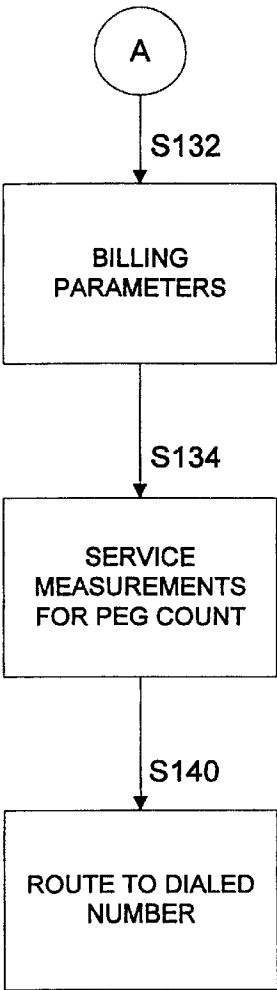 A
S132
BILLING
PARAMETERS
S134
SERVICE
MEASUREMENTS
FOR PEG COUNT
S140
ROUTE TO DIALED
NUMBER